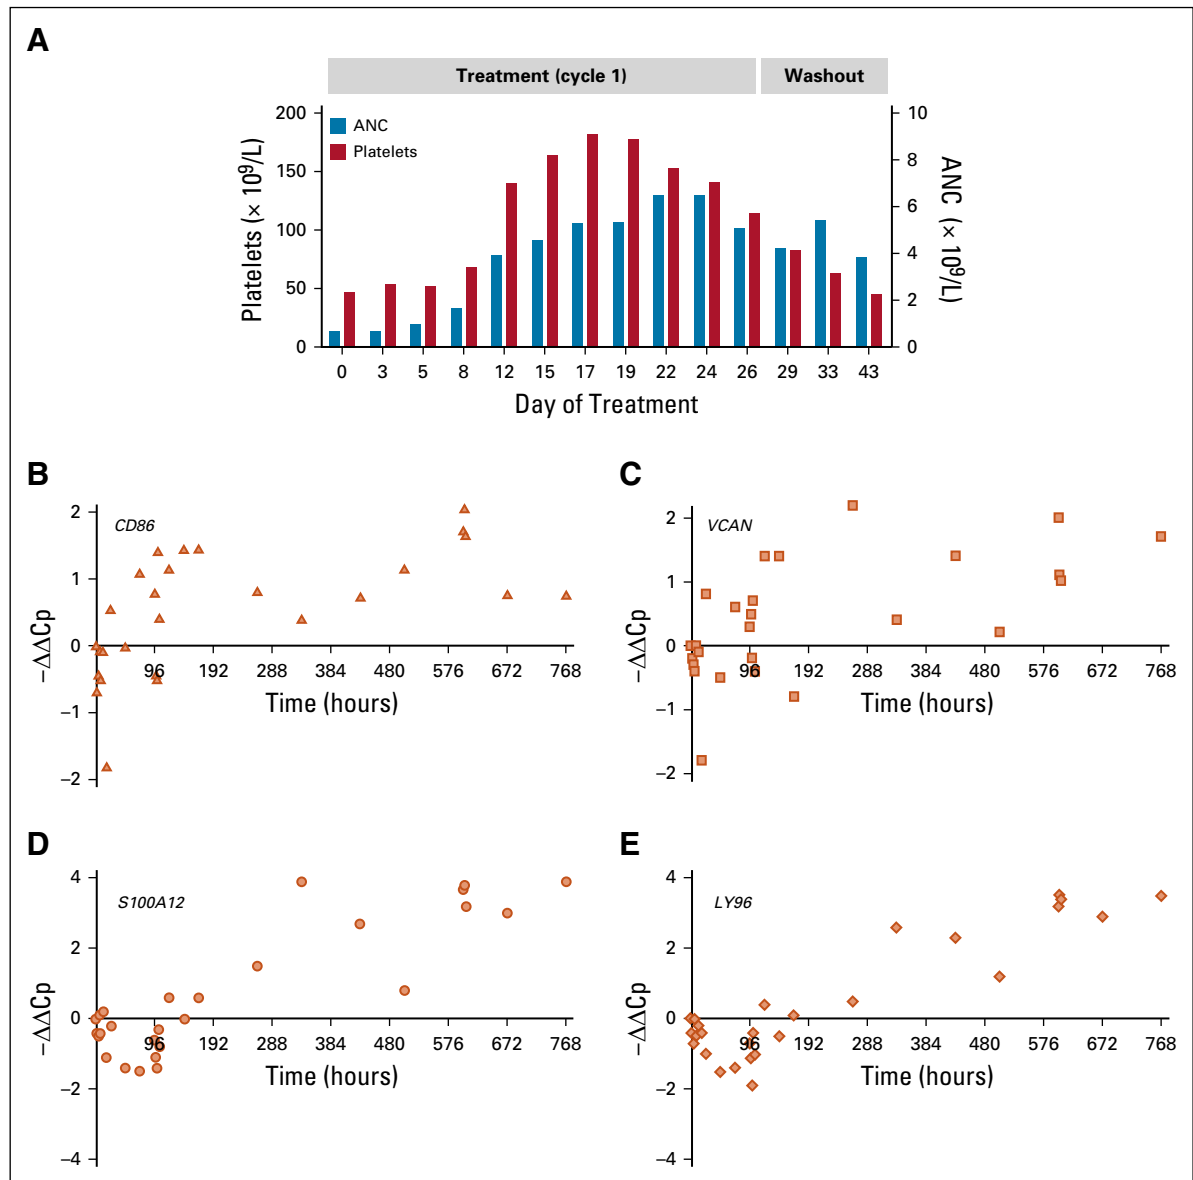 A
Treatment (cycle 1) Washout
ANC
Platelets
Platelets (× 10⁹/L)
200
150
100
50
0
10
8
6
4
2
0
ANC (× 10⁹/L)
0 3 5 8 12 15 17 19 22 24 26 29 33 43
Day of Treatment
B
CD86
−ΔΔCp
2
1
0
−1
−2
96 192 288 384 480 576 672 768
Time (hours)
C
VCAN
−ΔΔCp
2
1
0
−1
−2
96 192 288 384 480 576 672 768
Time (hours)
D
S100A12
−ΔΔCp
4
2
0
−2
−4
96 192 288 384 480 576 672 768
Time (hours)
E
LY96
−ΔΔCp
4
2
0
−2
−4
96 192 288 384 480 576 672 768
Time (hours)